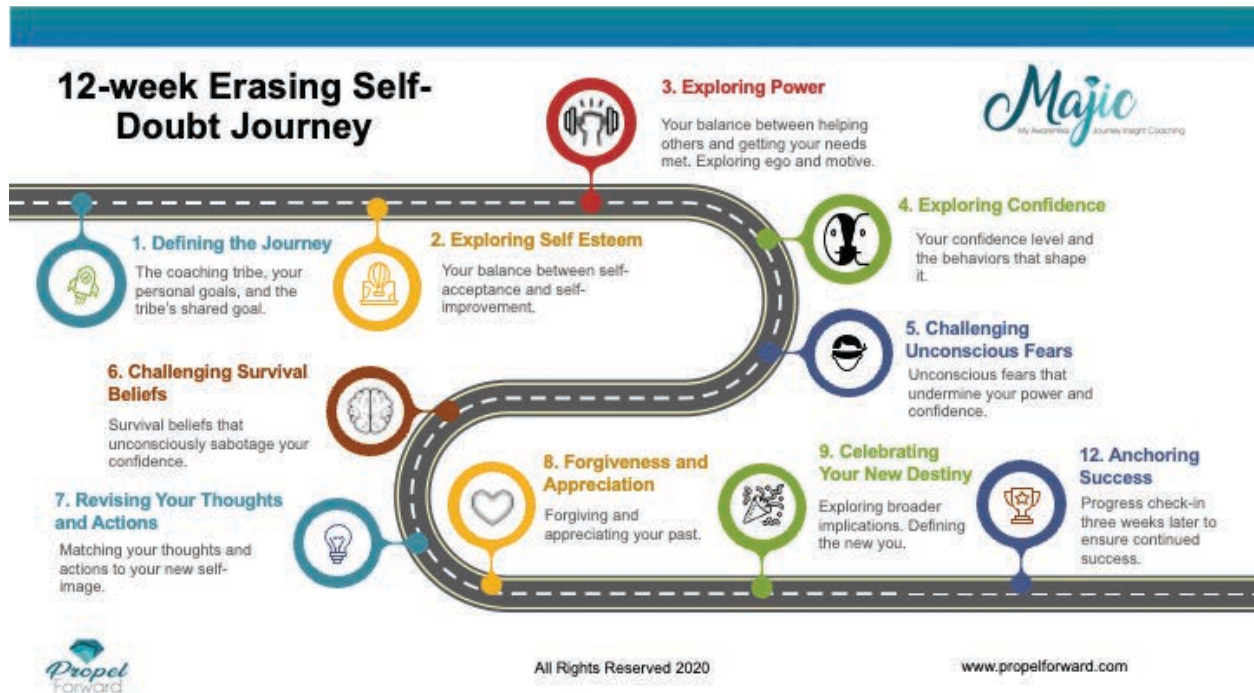 12-week Erasing Self-
Doubt Journey
3. Exploring Power
Your balance between helping
others and getting your needs
met. Exploring ego and motive.
Majic
My Awareness Journey Insight Coaching
1. Defining the Journey
The coaching tribe, your
personal goals, and the
tribe's shared goal.
2. Exploring Self Esteem
Your balance between self-
acceptance and self-
improvement.
4. Exploring Confidence
Your confidence level and
the behaviors that shape
it.
5. Challenging
Unconscious Fears
Unconscious fears that
undermine your power and
confidence.
6. Challenging Survival
Beliefs
Survival beliefs that
unconsciously sabotage your
confidence.
7. Revising Your Thoughts
and Actions
Matching your thoughts and
actions to your new self-
image.
8. Forgiveness and
Appreciation
Forgiving and
appreciating your past.
9. Celebrating
Your New Destiny
Exploring broader
implications. Defining
the new you.
12. Anchoring
Success
Progress check-in
three weeks later to
ensure continued
success.
Propel
Forward
All Rights Reserved 2020
www.propelforward.com